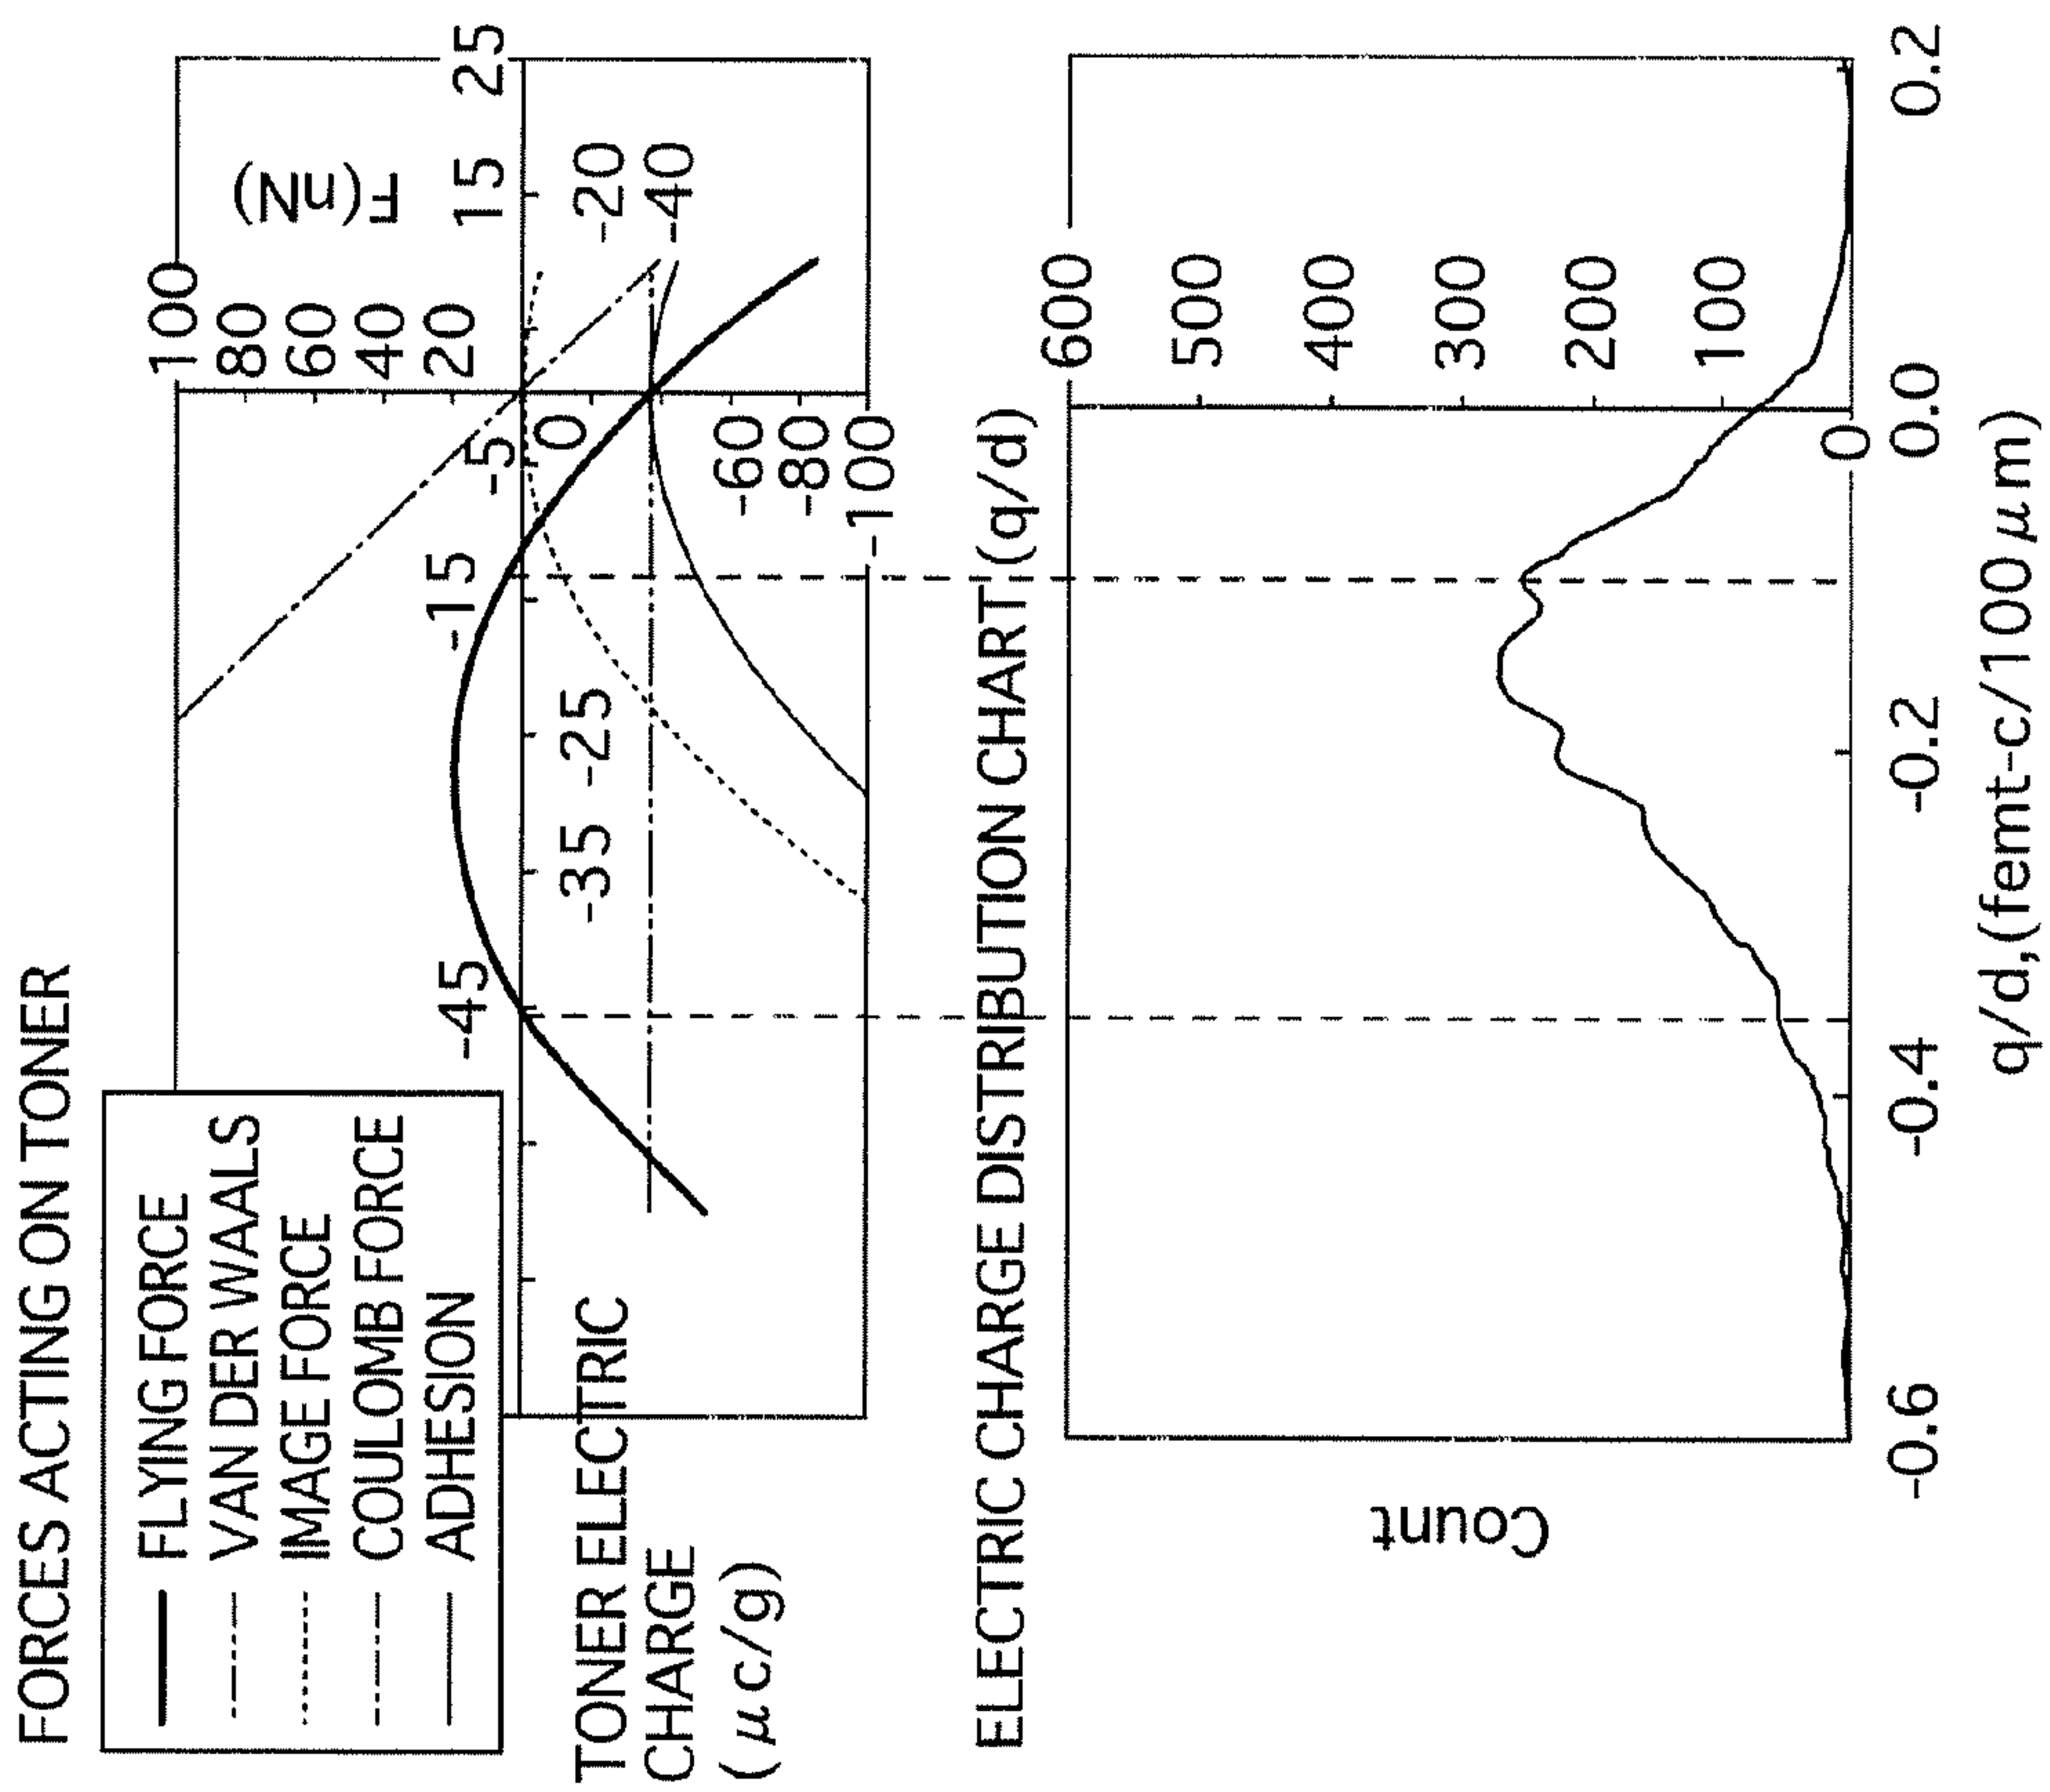 FORCES ACTING ON TONER
FLYING FORCE
VAN DER WAALS
IMAGE FORCE
COULOMB FORCE
ADHESION
F(nN)
100
80
60
40
20
0
-20
-40
-60
-80
-100
-45
-35
-25
-15
-5
15
25
TONER ELECTRIC
CHARGE
(μc/g)
ELECTRIC CHARGE DISTRIBUTION CHART (q/d)
Count
600
500
400
300
200
100
0
-0.6
-0.4
-0.2
0.0
0.2
q/d,(femt-c/100μm)